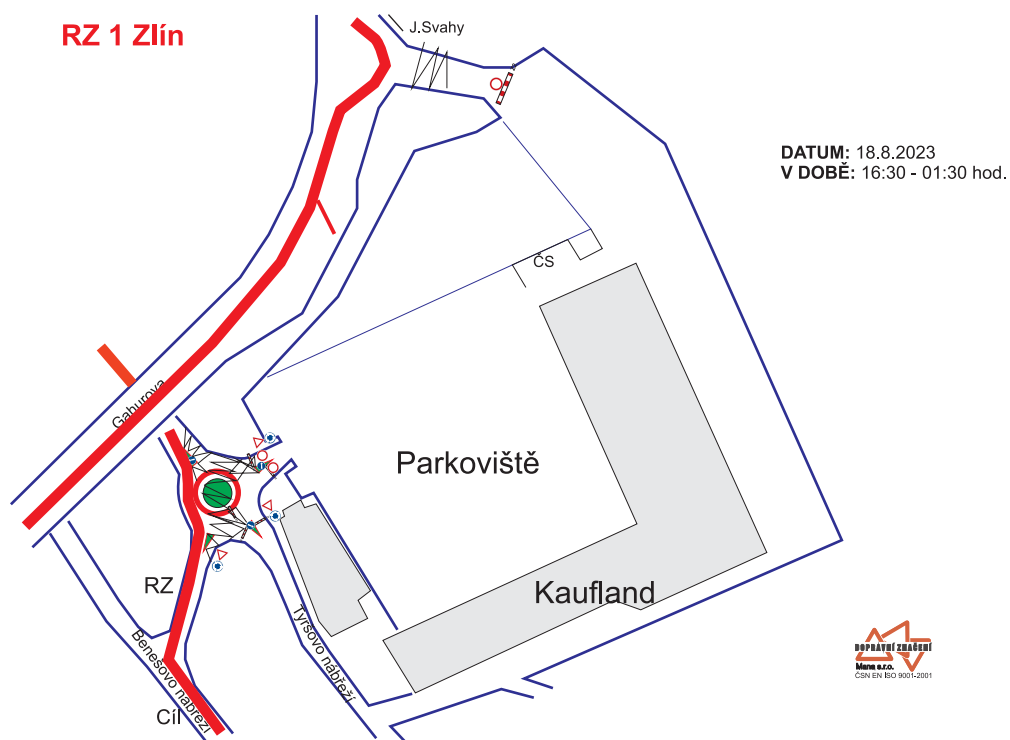 RZ 1 Zlín
J.Svahy
DATUM: 18.8.2023
V DOBĚ: 16:30 - 01:30 hod.
ČS
Gahurova
Parkoviště
RZ
Kaufland
Benešovo nábřeží
Tyršovo nábřeží
Cíl
DOPRAVNÍ ZNAČENÍ
Mana s.r.o.
ČSN EN ISO 9001-2001